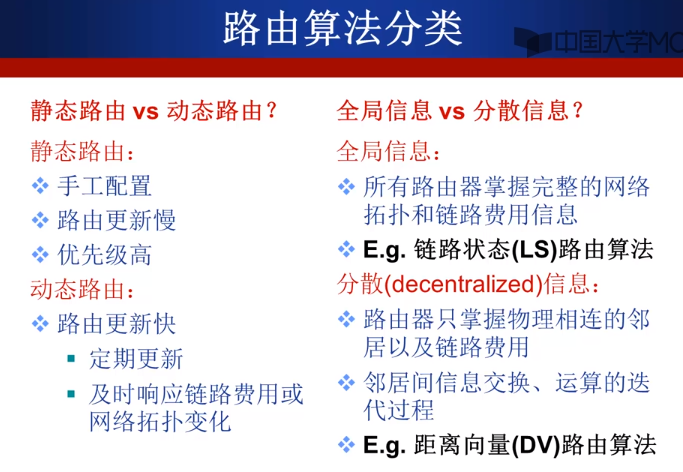 路由算法分类
中国大学MO
静态路由 vs 动态路由？
静态路由：
手工配置
路由更新慢
优先级高
动态路由：
路由更新快
定期更新
及时响应链路费用或
网络拓扑变化
全局信息 vs 分散信息？
全局信息：
所有路由器掌握完整的网络
拓扑和链路费用信息
E.g. 链路状态(LS)路由算法
分散(decentralized)信息：
路由器只掌握物理相连的邻
居以及链路费用
邻居间信息交换、运算的迭
代过程
E.g. 距离向量(DV)路由算法